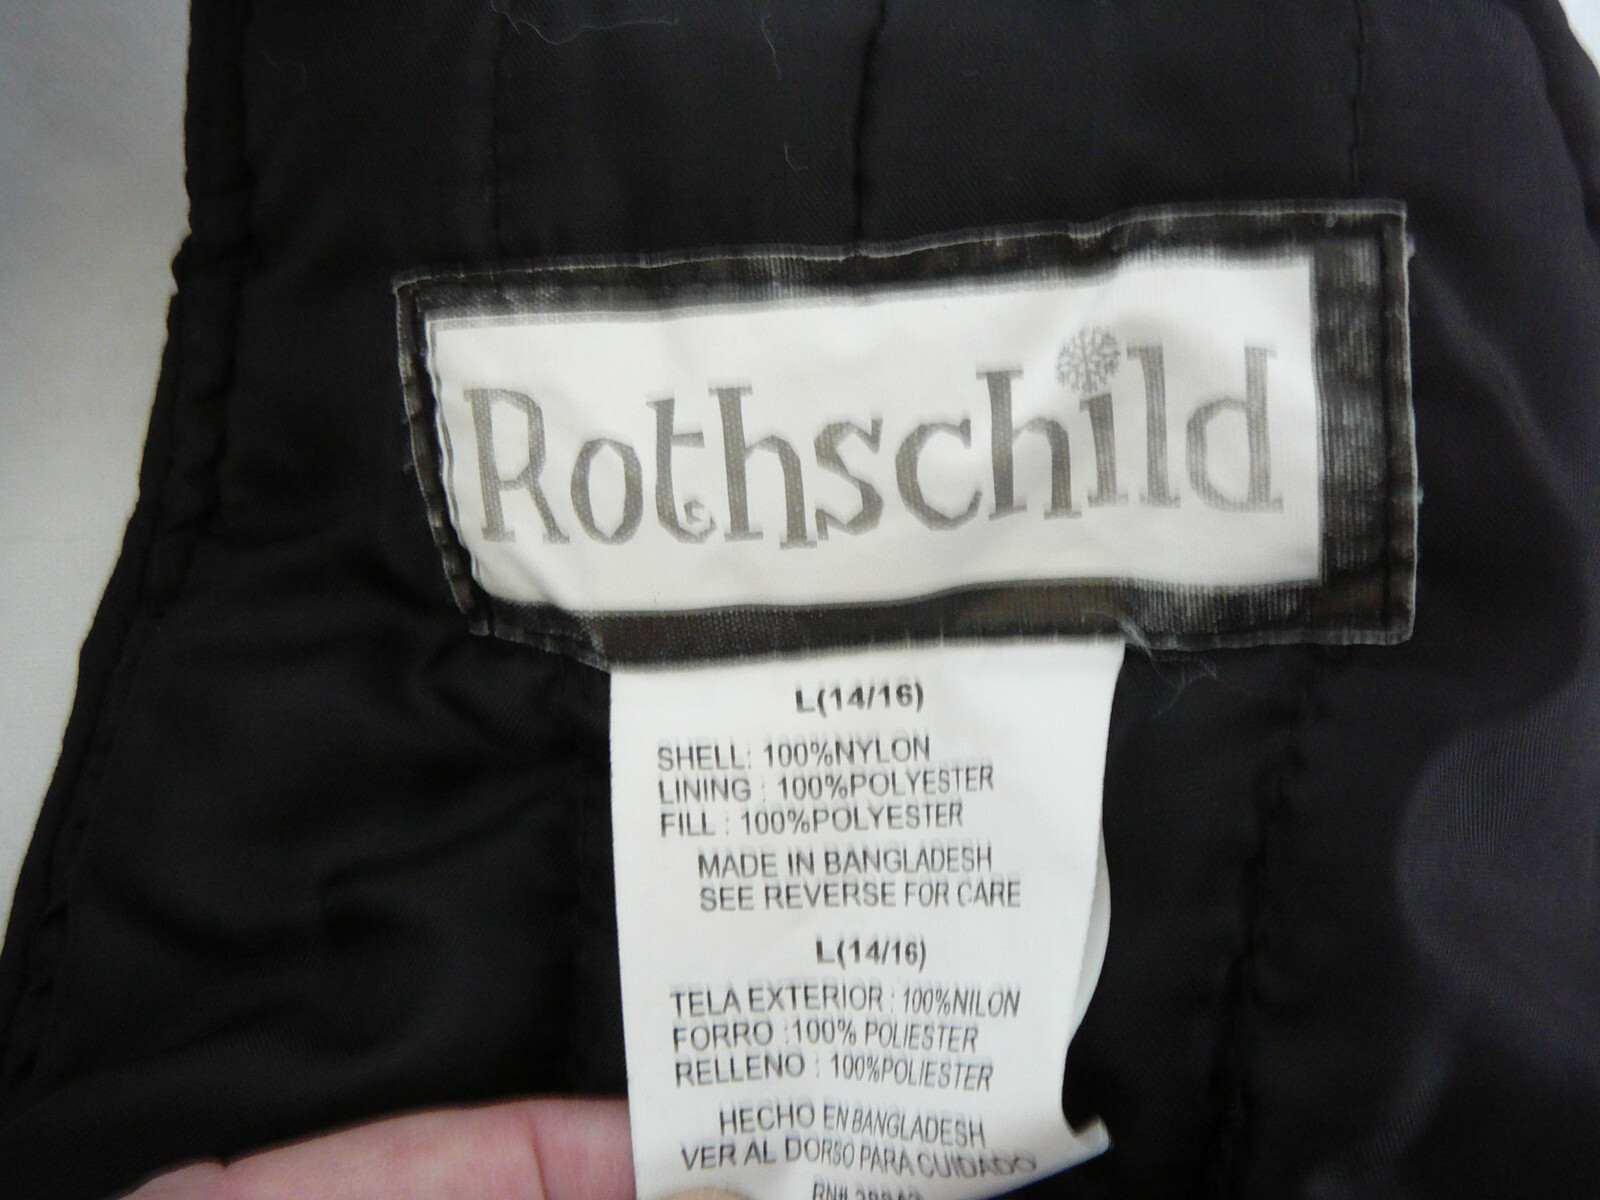 Rothschild
L(14/16)
SHELL: 100%NYLON
LINING : 100%POLYESTER
FILL : 100%POLYESTER
MADE IN BANGLADESH
SEE REVERSE FOR CARE
L(14/16)
TELA EXTERIOR : 100%NILON
FORRO :100% POLIESTER
RELLENO : 100%POLIESTER
HECHO EN BANGLADESH
VER AL DORSO PARA CUIDADO